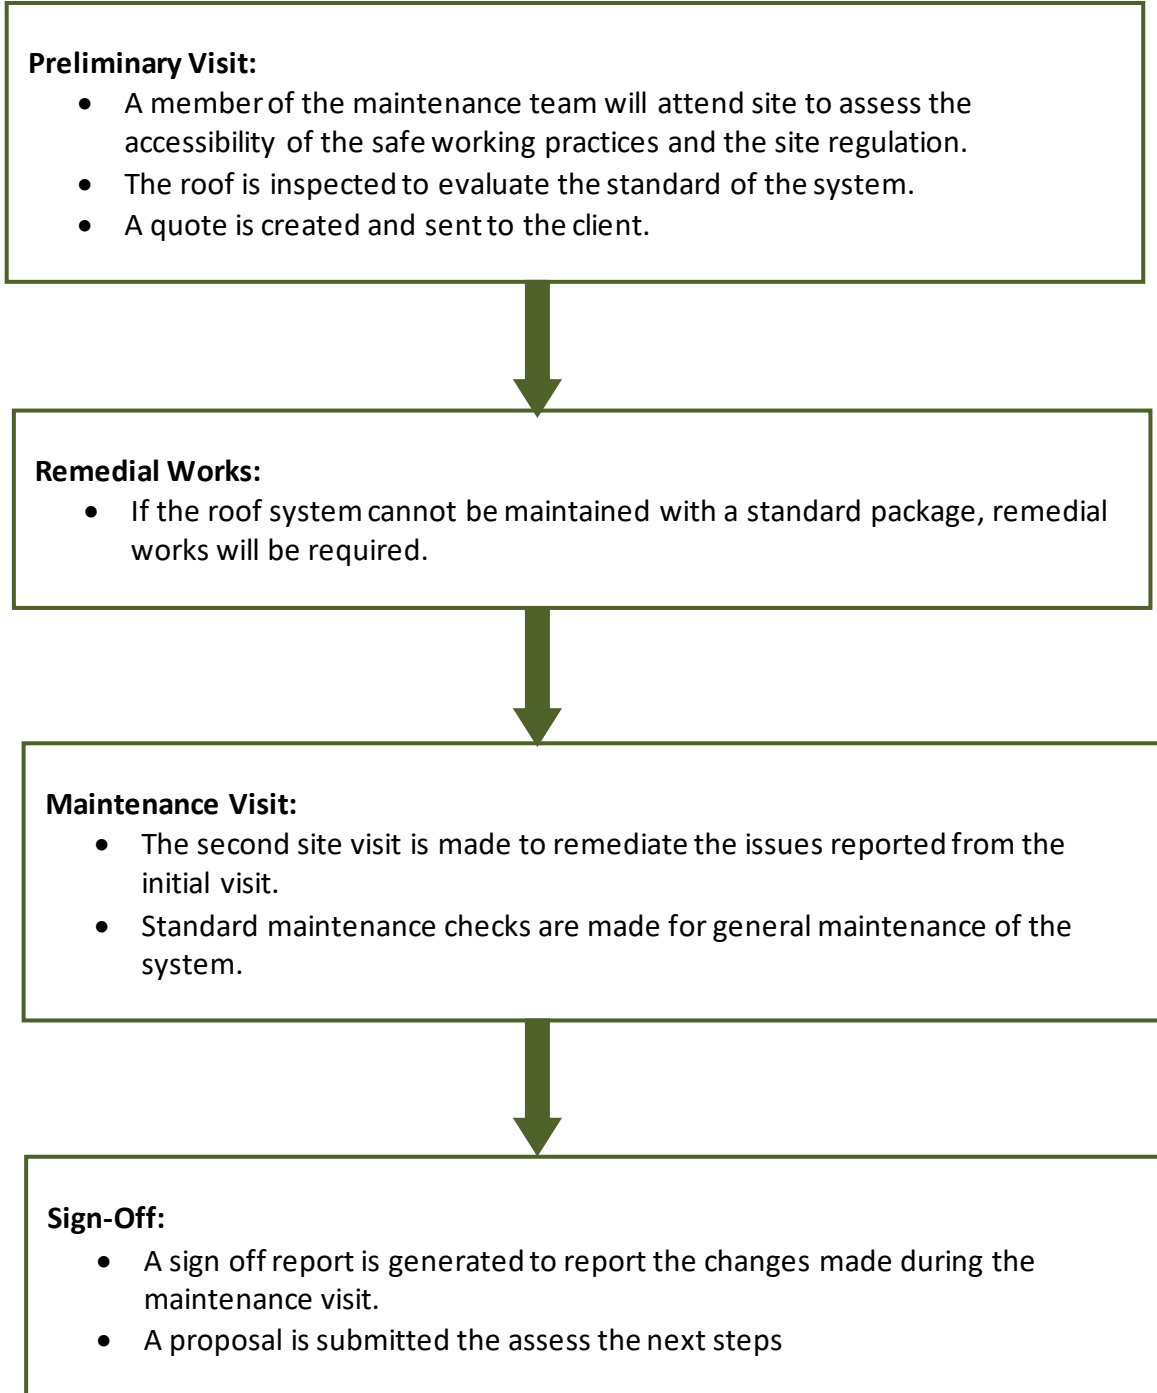 Preliminary Visit:
• A member of the maintenance team will attend site to assess the
accessibility of the safe working practices and the site regulation.
• The roof is inspected to evaluate the standard of the system.
• A quote is created and sent to the client.
Remedial Works:
• If the roof system cannot be maintained with a standard package, remedial
works will be required.
Maintenance Visit:
• The second site visit is made to remediate the issues reported from the
initial visit.
• Standard maintenance checks are made for general maintenance of the
system.
Sign-Off:
• A sign off report is generated to report the changes made during the
maintenance visit.
• A proposal is submitted the assess the next steps